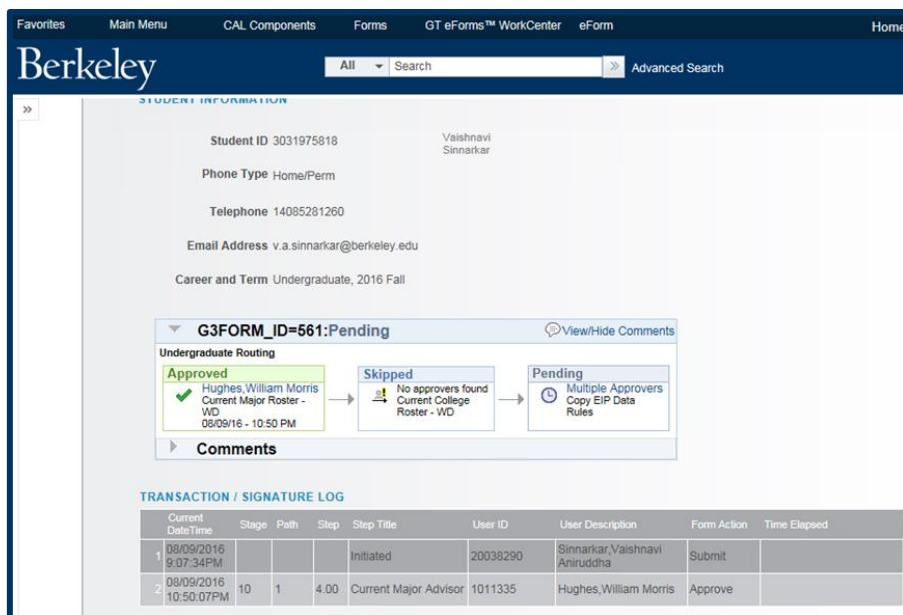 Favorites Main Menu CAL Components Forms GT eForms™ WorkCenter eForm Home
Berkeley All Search » Advanced Search
»
STUDENT INFORMATION
Student ID 3031975818 Vaishnavi
Sinnarkar
Phone Type Home/Perm
Telephone 14085281260
Email Address v.a.sinnarkar@berkeley.edu
Career and Term Undergraduate, 2016 Fall
G3FORM_ID=561:Pending View/Hide Comments
Undergraduate Routing
Approved
Hughes,William Morris
Current Major Roster -
WD
08/09/16 - 10:50 PM
Skipped
No approvers found
Current College
Roster - WD
Pending
Multiple Approvers
Copy EIP Data
Rules
Comments
TRANSACTION / SIGNATURE LOG
Current DateTime Stage Path Step Step Title User ID User Description Form Action Time Elapsed
1 08/09/2016 9:07:34PM Initiated 20038290 Sinnarkar,Vaishnavi Aniruddha Submit
2 08/09/2016 10:50:07PM 10 1 4.00 Current Major Advisor 1011335 Hughes,William Morris Approve